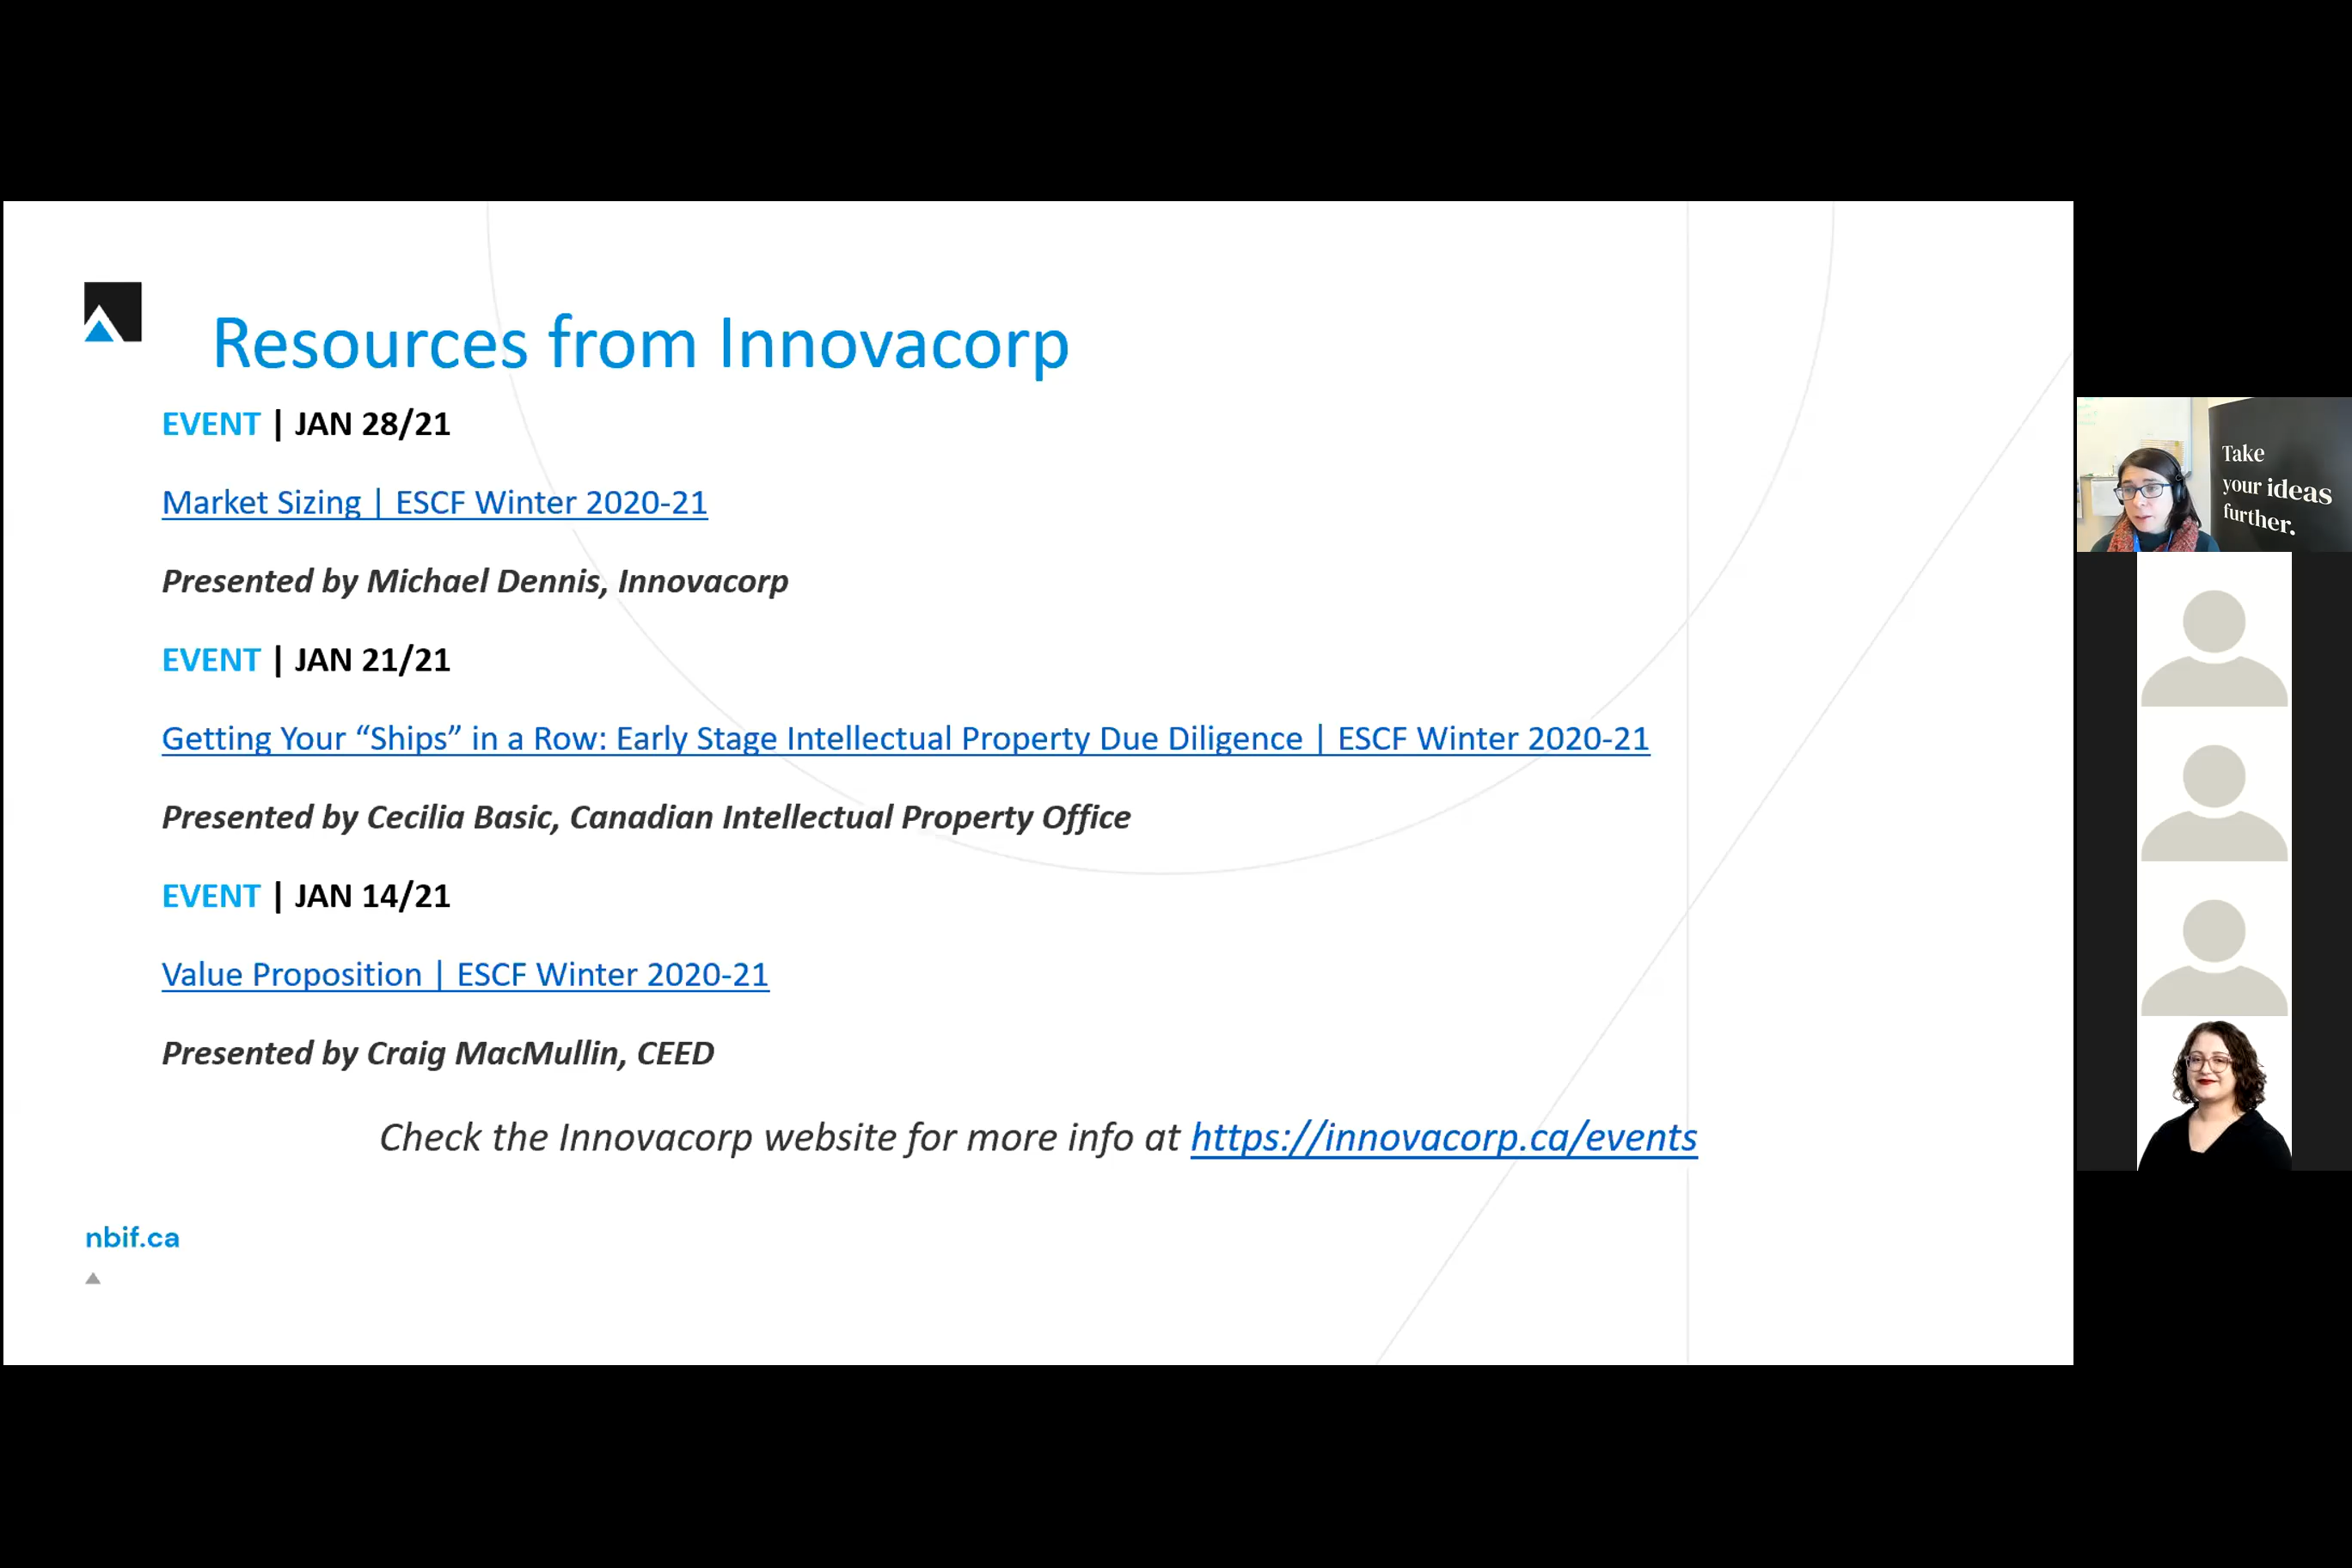 Resources from Innovacorp
EVENT | JAN 28/21
Market Sizing | ESCF Winter 2020-21
Presented by Michael Dennis, Innovacorp
EVENT | JAN 21/21
Getting Your “Ships” in a Row: Early Stage Intellectual Property Due Diligence | ESCF Winter 2020-21
Presented by Cecilia Basic, Canadian Intellectual Property Office
EVENT | JAN 14/21
Value Proposition | ESCF Winter 2020-21
Presented by Craig MacMullin, CEED
Check the Innovacorp website for more info at https://innovacorp.ca/events
nbif.ca
Take
your ideas
further.